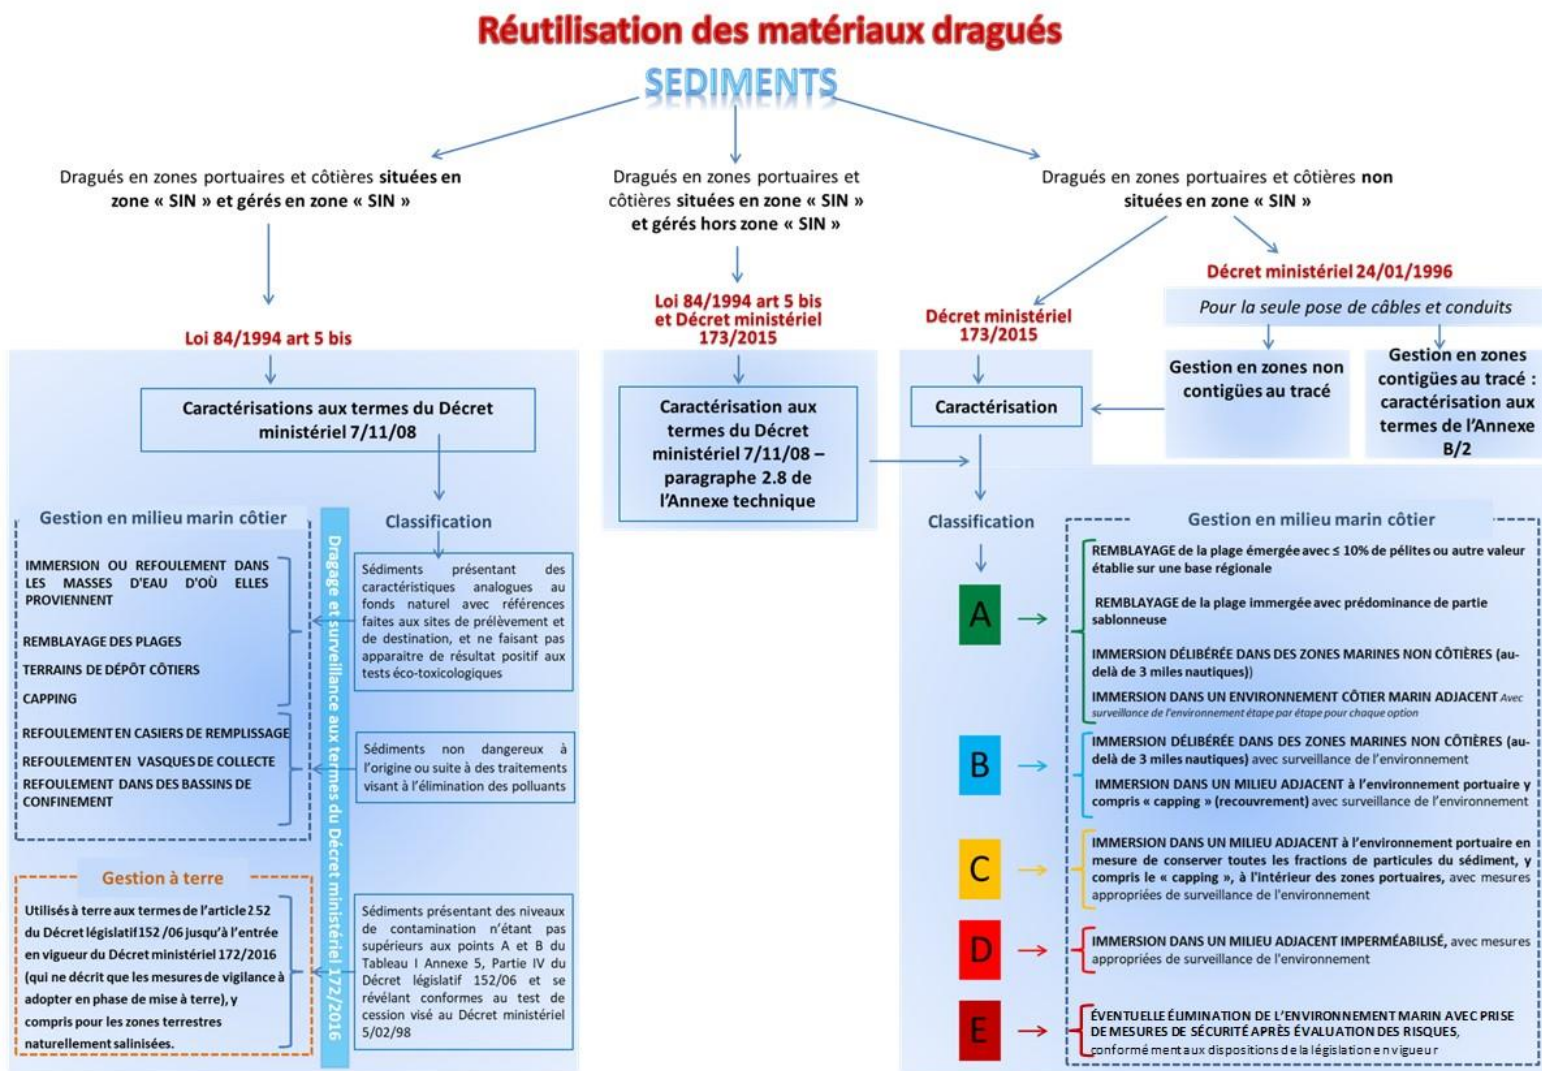 Réutilisation des matériaux dragués
SEDIMENTS
Dragués en zones portuaires et côtières situées en
zone « SIN » et gérés en zone « SIN »
Dragués en zones portuaires et
côtières situées en zone « SIN »
et gérés hors zone « SIN »
Dragués en zones portuaires et côtières non
situées en zone « SIN »
Loi 84/1994 art 5 bis
Loi 84/1994 art 5 bis
et Décret ministériel
173/2015
Décret ministériel
173/2015
Décret ministériel 24/01/1996
Pour la seule pose de câbles et conduits
Gestion en zones non
contigües au tracé
Gestion en zones
contigües au tracé :
caractérisation aux
termes de l'Annexe
B/2
Caractérisations aux termes du Décret
ministériel 7/11/08
Caractérisation aux
termes du Décret
ministériel 7/11/08 –
paragraphe 2.8 de
l'Annexe technique
Caractérisation
Gestion en milieu marin côtier
IMMERSION OU REFOULEMENT DANS
LES MASSES D'EAU D'OÙ ELLES
PROVIENNENT
REMBLAYAGE DES PLAGES
TERRAINS DE DÉPÔT CÔTIERS
CAPPING
REFOULEMENT EN CASIERS DE REMPLISSAGE
REFOULEMENT EN VASQUES DE COLLECTE
REFOULEMENT DANS DES BASSINS DE
CONFINEMENT
Gestion à terre
Utilisés à terre aux termes de l'article 252
du Décret législatif 152 /06 jusqu'à l'entrée
en vigueur du Décret ministériel 172/2016
(qui ne décrit que les mesures de vigilance à
adopter en phase de mise à terre), y
compris pour les zones terrestres
naturellement salinisées.
Dragage et surveillance aux termes du Décret ministériel 172/2016
Classification
Sédiments présentant des
caractéristiques analogues au
fonds naturel avec références
faites aux sites de prélèvement et
de destination, et ne faisant pas
apparaitre de résultat positif aux
tests éco-toxicologiques
Sédiments non dangereux à
l'origine ou suite à des traitements
visant à l'élimination des polluants
Sédiments présentant des niveaux
de contamination n'étant pas
supérieurs aux points A et B du
Tableau I Annexe 5, Partie IV du
Décret législatif 152/06 et se
révélant conformes au test de
cession visé au Décret ministériel
5/02/98
Classification
Gestion en milieu marin côtier
A
REMBLAYAGE de la plage émergée avec ≤ 10% de pélites ou autre valeur
établie sur une base régionale
REMBLAYAGE de la plage immergée avec prédominance de partie
sablonneuse
IMMERSION DÉLIBÉRÉE DANS DES ZONES MARINES NON CÔTIÈRES (au-
delà de 3 miles nautiques))
IMMERSION DANS UN ENVIRONNEMENT CÔTIER MARIN ADJACENT Avec
surveillance de l'environnement étape par étape pour chaque option
B
IMMERSION DÉLIBÉRÉE DANS DES ZONES MARINES NON CÔTIÈRES (au-
delà de 3 miles nautiques) avec surveillance de l'environnement
IMMERSION DANS UN MILIEU ADJACENT à l'environnement portuaire y
compris « capping » (recouvrement) avec surveillance de l'environnement
C
IMMERSION DANS UN MILIEU ADJACENT à l'environnement portuaire en
mesure de conserver toutes les fractions de particules du sédiment, y
compris le « capping », à l'intérieur des zones portuaires, avec mesures
appropriées de surveillance de l'environnement
D
IMMERSION DANS UN MILIEU ADJACENT IMPERMÉABILISÉ, avec mesures
appropriées de surveillance de l'environnement
E
ÉVENTUELLE ÉLIMINATION DE L'ENVIRONNEMENT MARIN AVEC PRISE
DE MESURES DE SÉCURITÉ APRÈS ÉVALUATION DES RISQUES,
conformément aux dispositions de la législation en vigueur